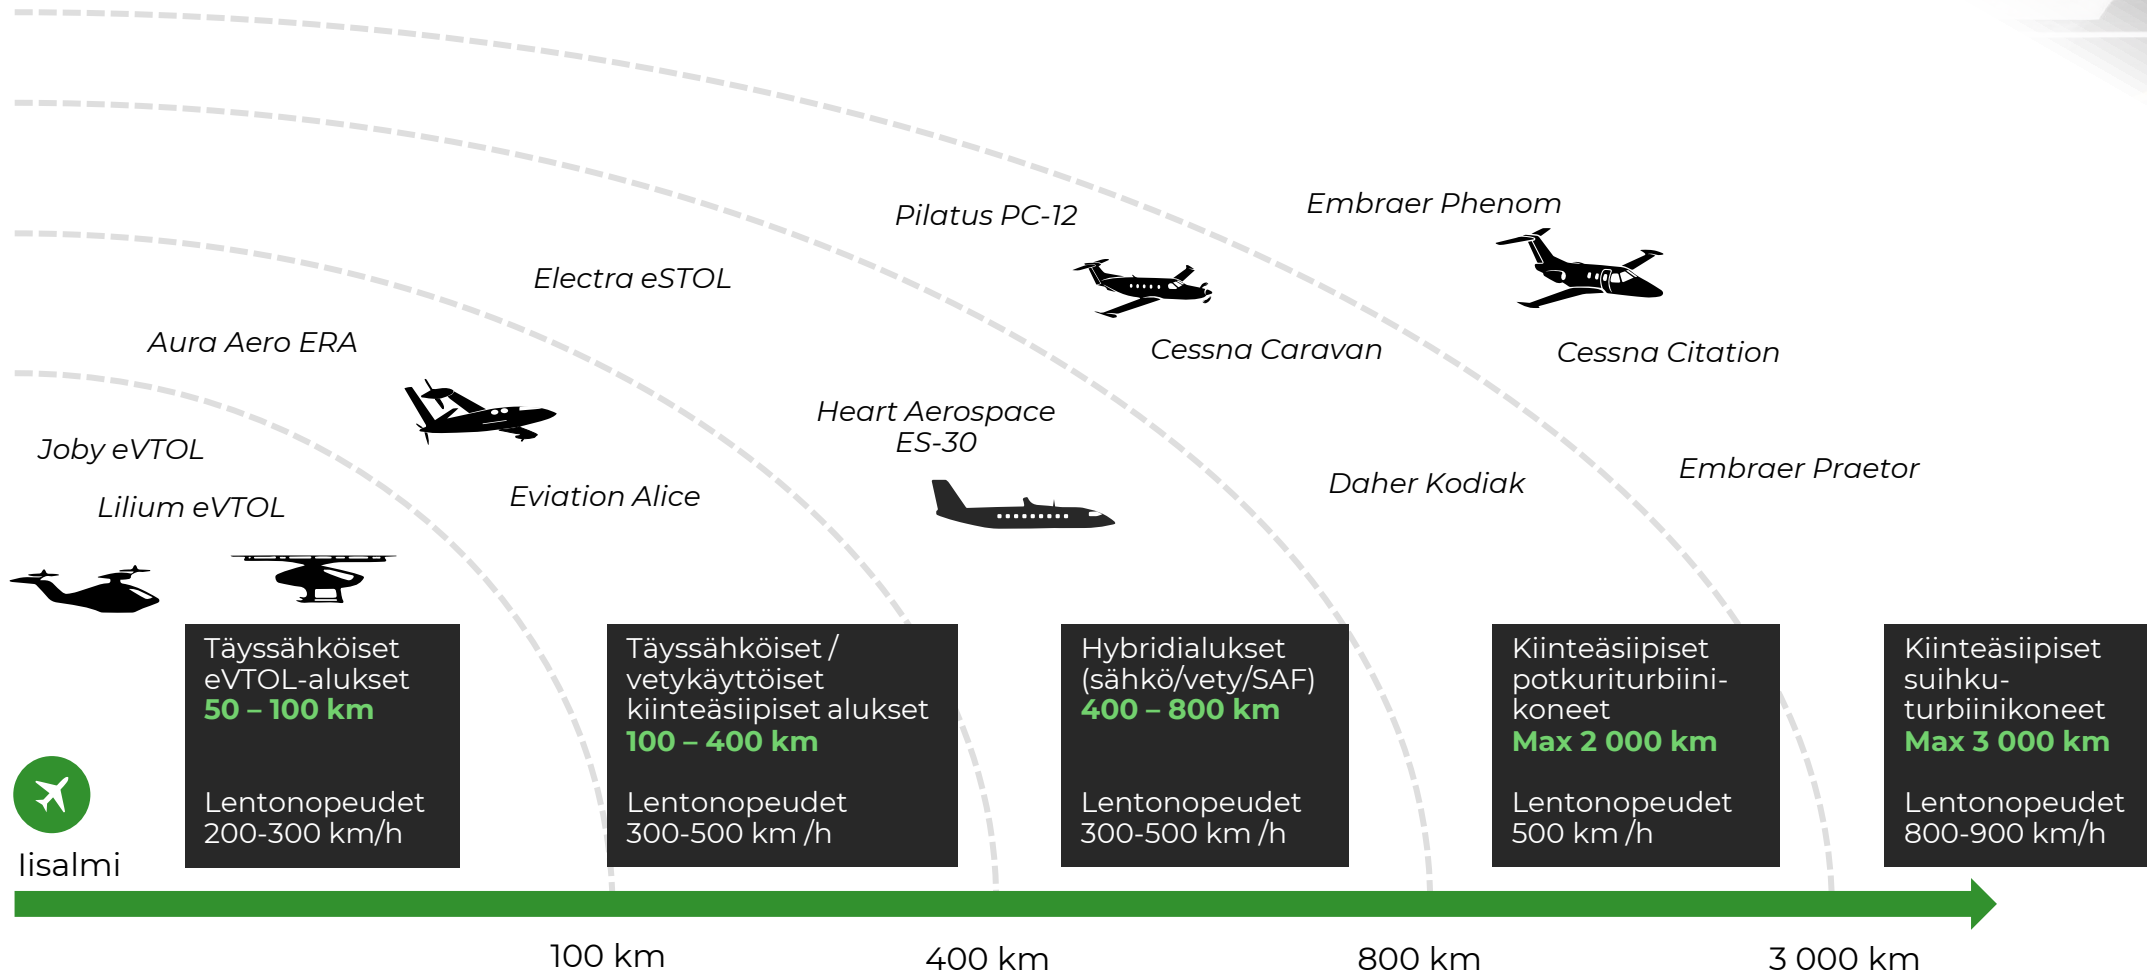 Pilatus PC-12
Embraer Phenom
Electra eSTOL
Aura Aero ERA
Cessna Caravan
Cessna Citation
Heart Aerospace
ES-30
Joby eVTOL
Lilium eVTOL
Eviation Alice
Daher Kodiak
Embraer Praetor
Täyssähköiset
eVTOL-alukset
50 – 100 km
Lentonopeudet
200-300 km/h
Täyssähköiset /
vetykäyttöiset
kiinteäsiipiset alukset
100 – 400 km
Lentonopeudet
300-500 km /h
Hybridialukset
(sähkö/vety/SAF)
400 – 800 km
Lentonopeudet
300-500 km /h
Kiinteäsiipiset
potkuriturbiini-
koneet
Max 2 000 km
Lentonopeudet
500 km /h
Kiinteäsiipiset
suihku-
turbiinikoneet
Max 3 000 km
Lentonopeudet
800-900 km/h
Iisalmi
100 km
400 km
800 km
3 000 km